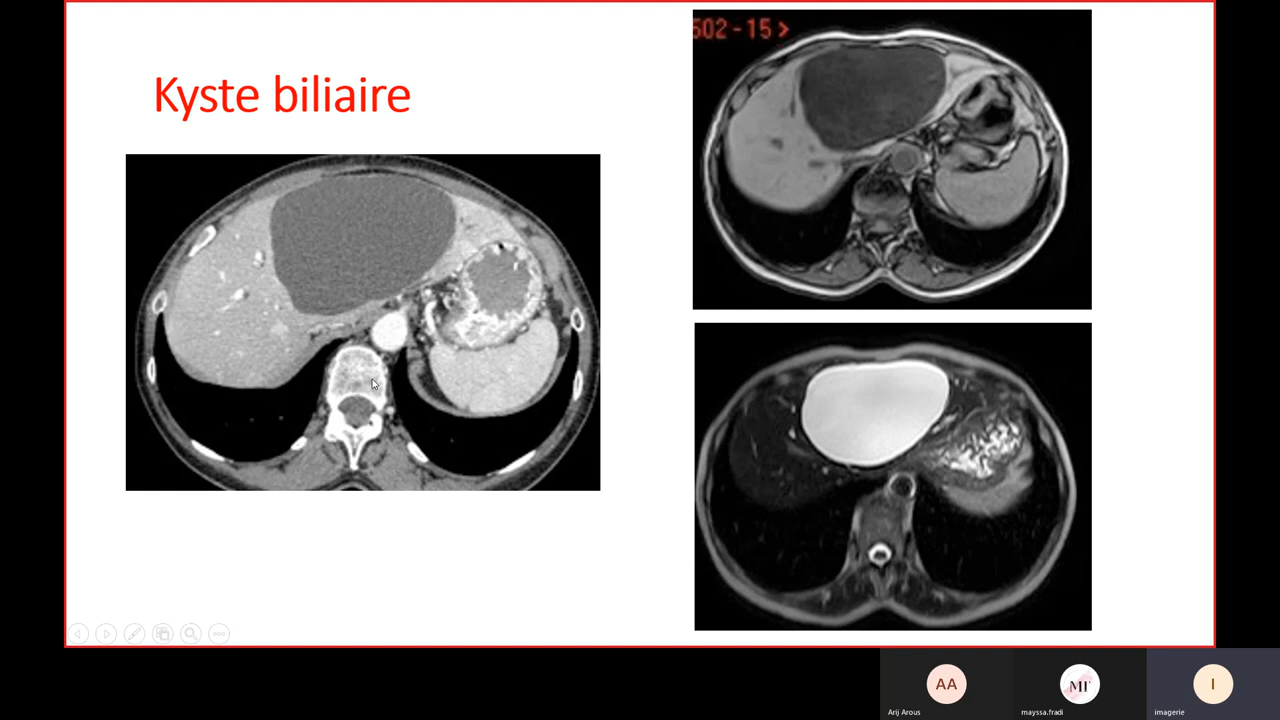 502-15>
Kyste biliaire
AA
MF
I
Arij Arous
mayssa.fradi
imagerie